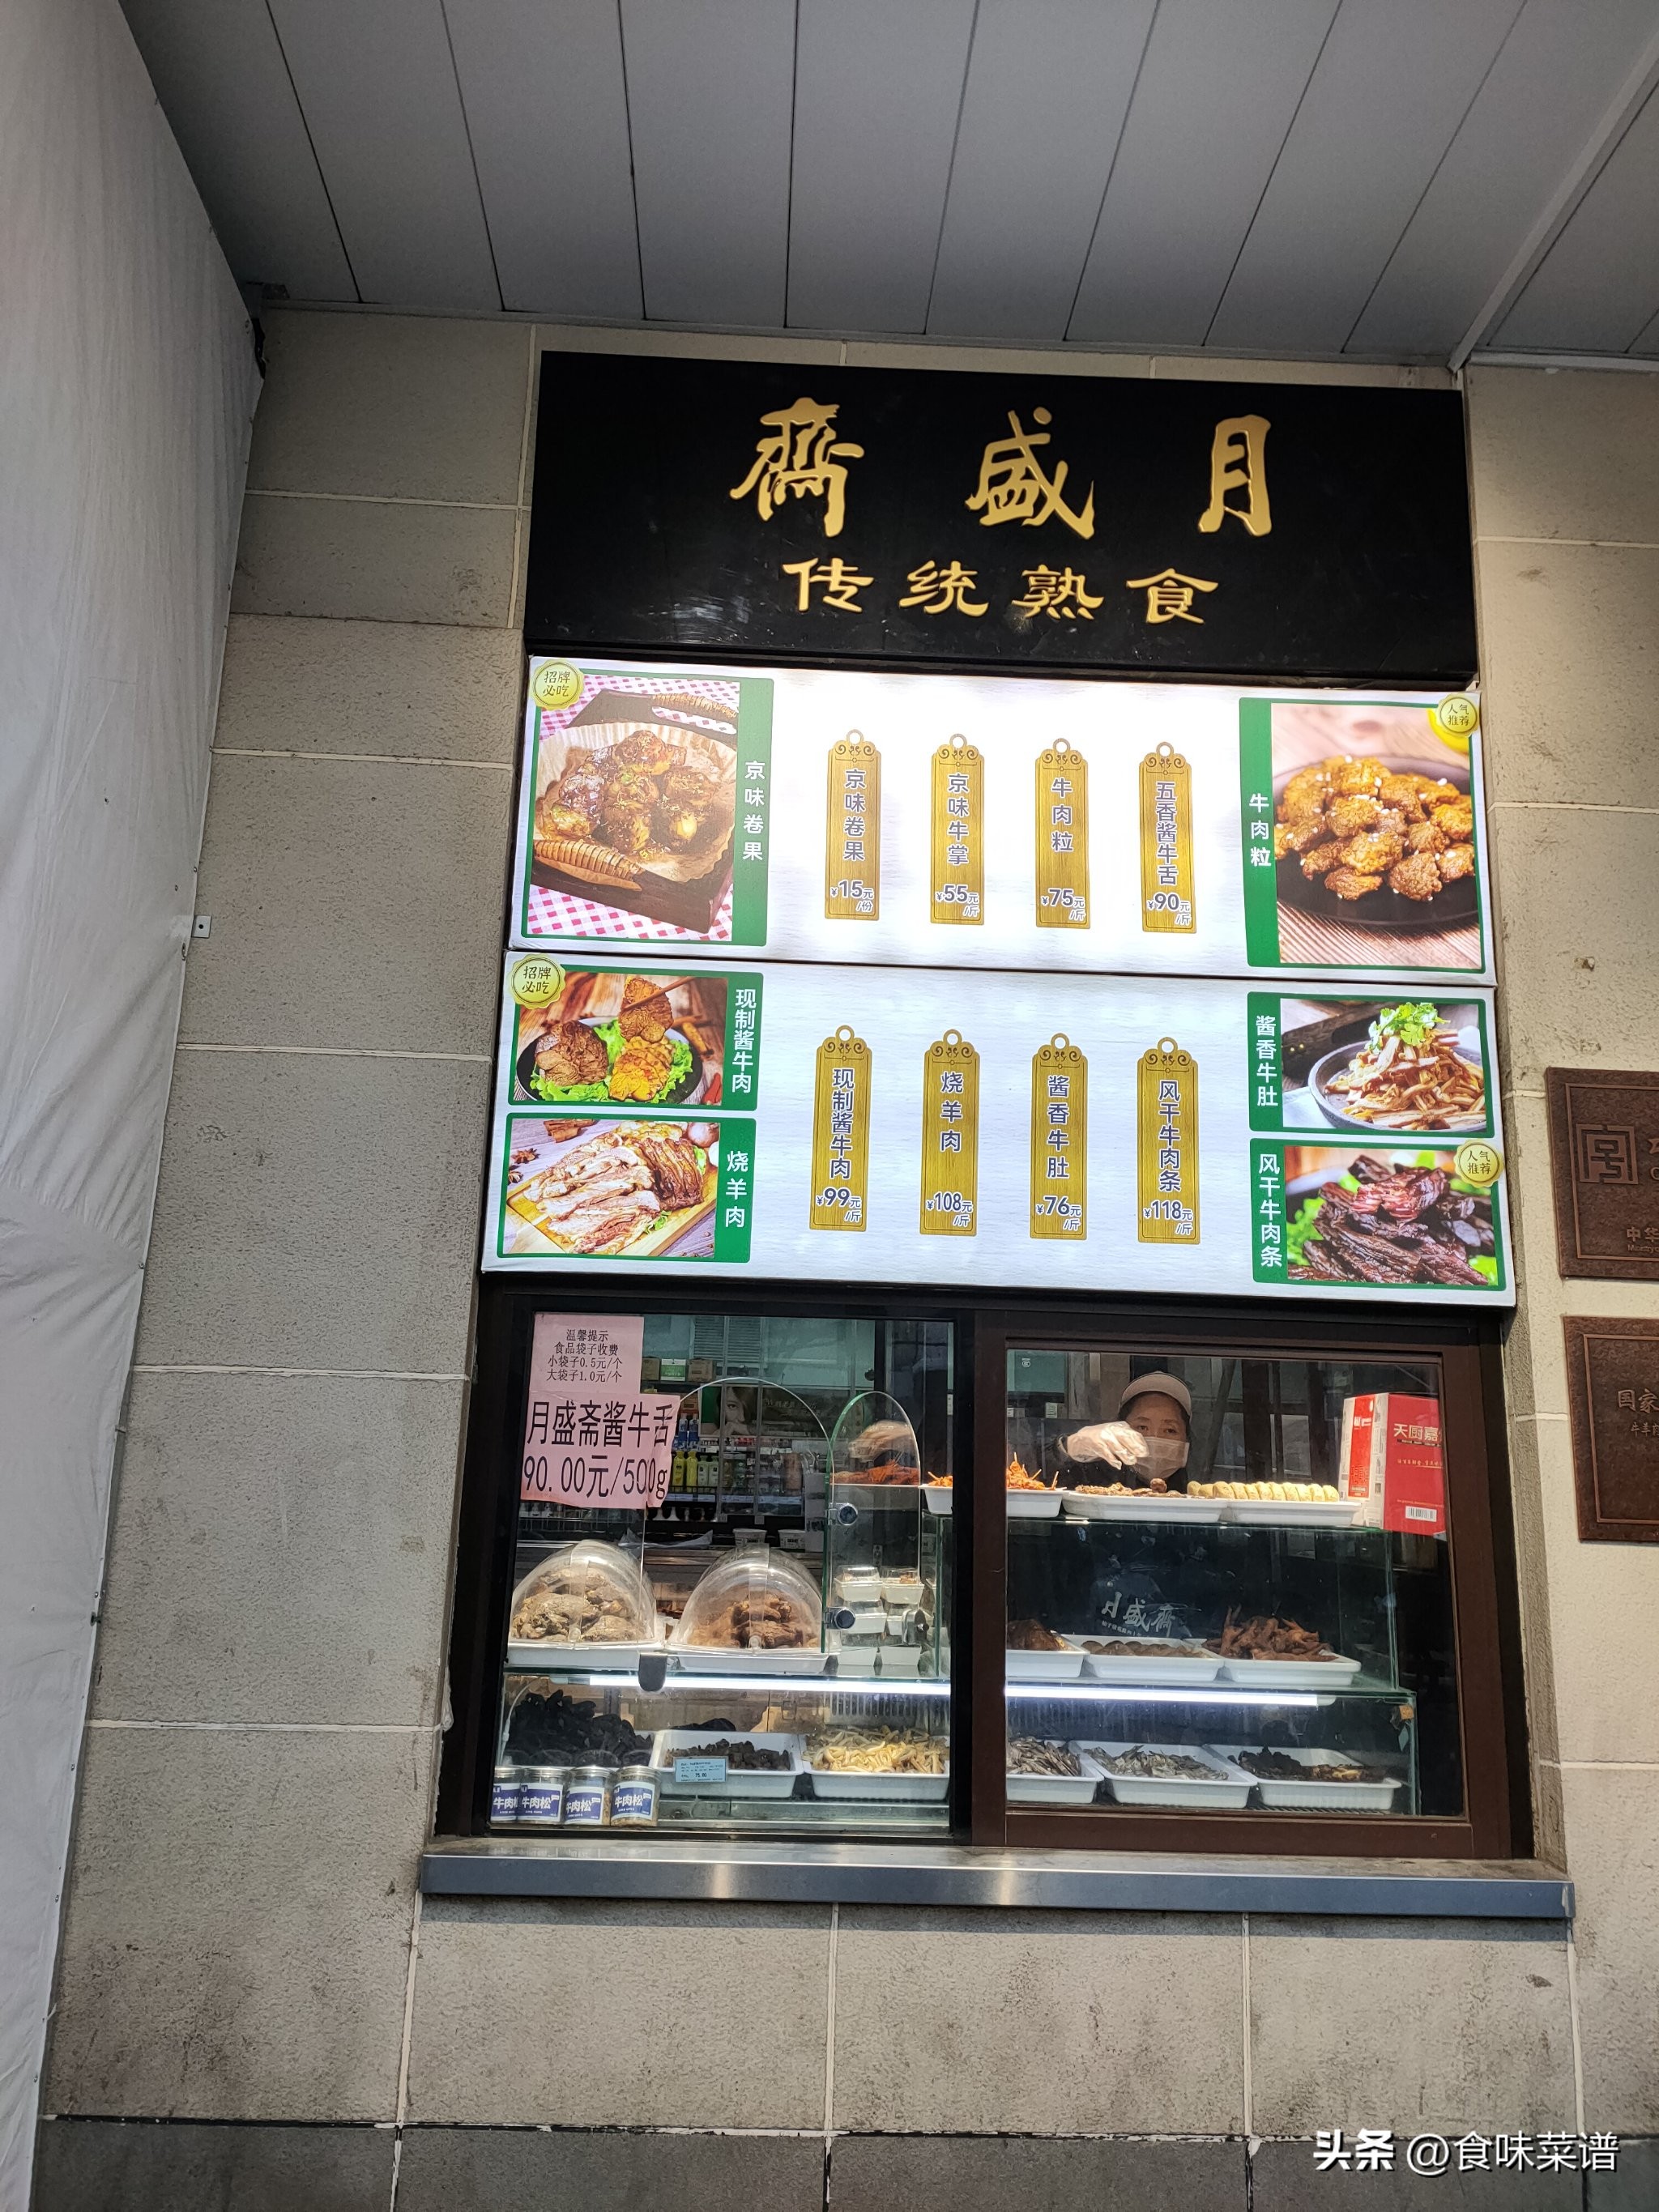 月盛齋
传统熟食
招牌
必吃
京味卷果
京味卷果
¥15元/份
京味牛掌
¥55元/斤
牛肉粒
¥75元/斤
五香酱牛舌
¥90元/斤
牛肉粒
人气
推荐
招牌
必吃
现制酱牛肉
烧羊肉
现制酱牛肉
¥99元/斤
烧羊肉
¥108元/斤
酱香牛肚
¥76元/斤
风干牛肉条
¥118元/斤
酱香牛肚
风干牛肉条
人气
推荐
温馨提示
食品袋子收费
小袋子0.5元/个
大袋子1.0元/个
月盛斋酱牛舌
90.00元/500g
天厨嘉
月盛齋
牛肉
牛肉松
牛肉松
牛肉松
中华
国家
头条 @食味菜谱